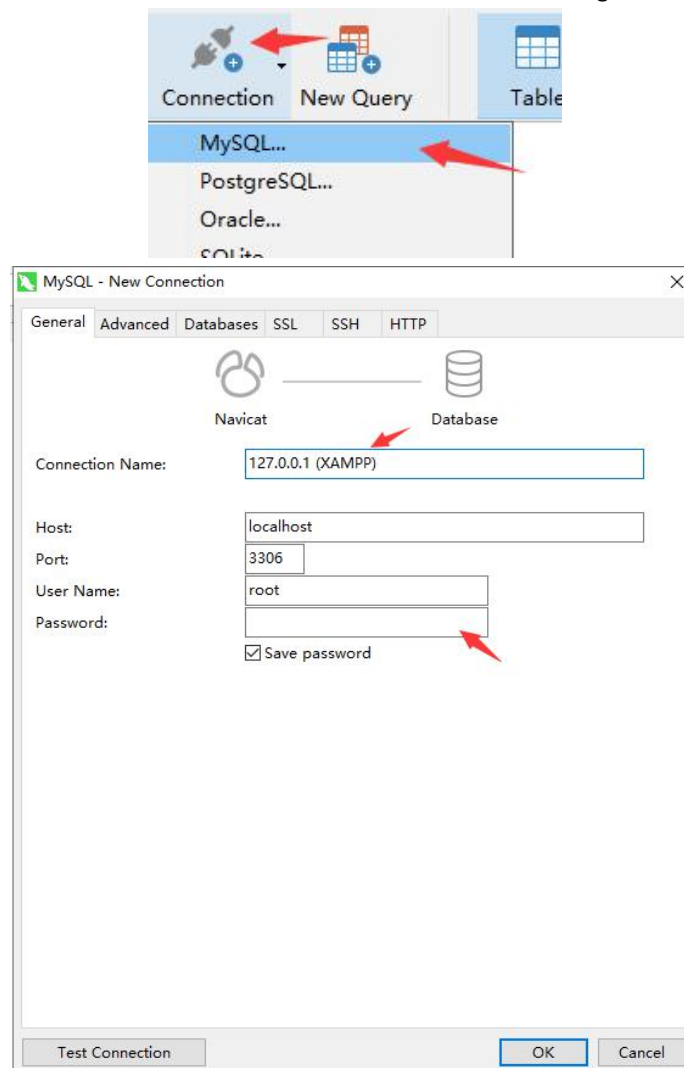 Connection New Query Table
MySQL...
PostgreSQL...
Oracle...
SQLite
MySQL - New Connection
General Advanced Databases SSL SSH HTTP
Navicat Database
Connection Name: 127.0.0.1 (XAMPP)
Host: localhost
Port: 3306
User Name: root
Password:
Save password
Test Connection OK Cancel